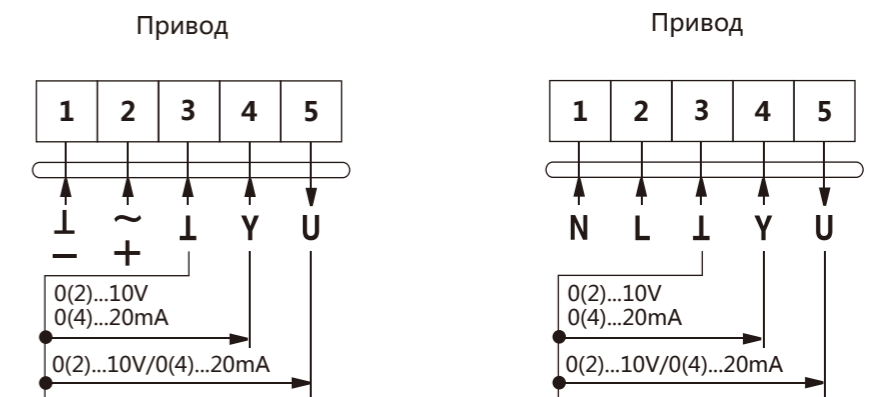 Привод
1 2 3 4 5
⊥ ~ ⊥ Y U
− +
0(2)...10V
0(4)...20mA
0(2)...10V/0(4)...20mA
Привод
1 2 3 4 5
N L ⊥ Y U
0(2)...10V
0(4)...20mA
0(2)...10V/0(4)...20mA